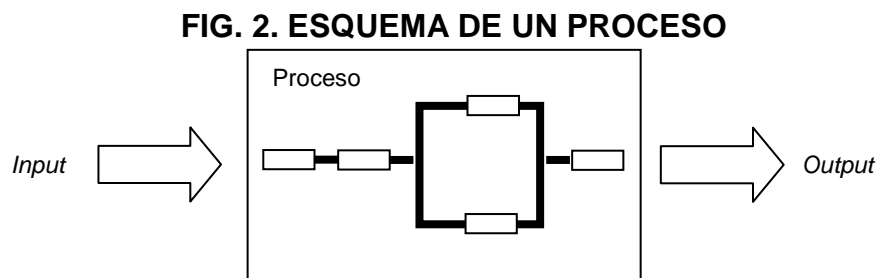 FIG. 2. ESQUEMA DE UN PROCESO
Proceso
Input
Output